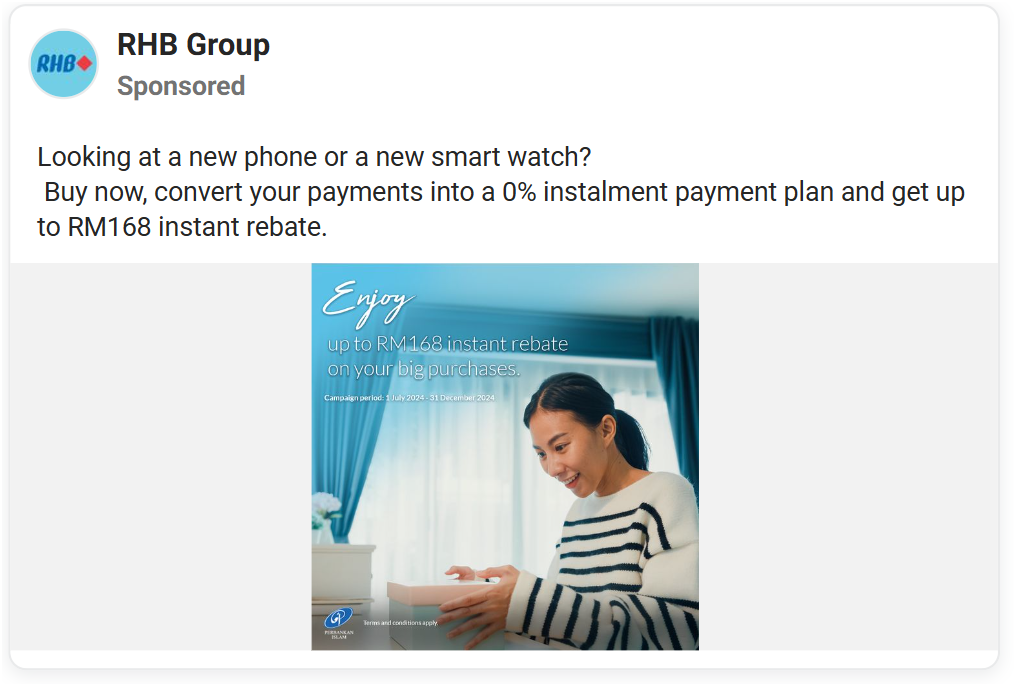 RHB
RHB Group
Sponsored
Looking at a new phone or a new smart watch?
Buy now, convert your payments into a 0% instalment payment plan and get up
to RM168 instant rebate.
Enjoy
up to RM168 instant rebate
on your big purchases.
Campaign period: 1 July 2024 - 31 December 2024
PERBANKAN
ISLAM
Terms and conditions apply.